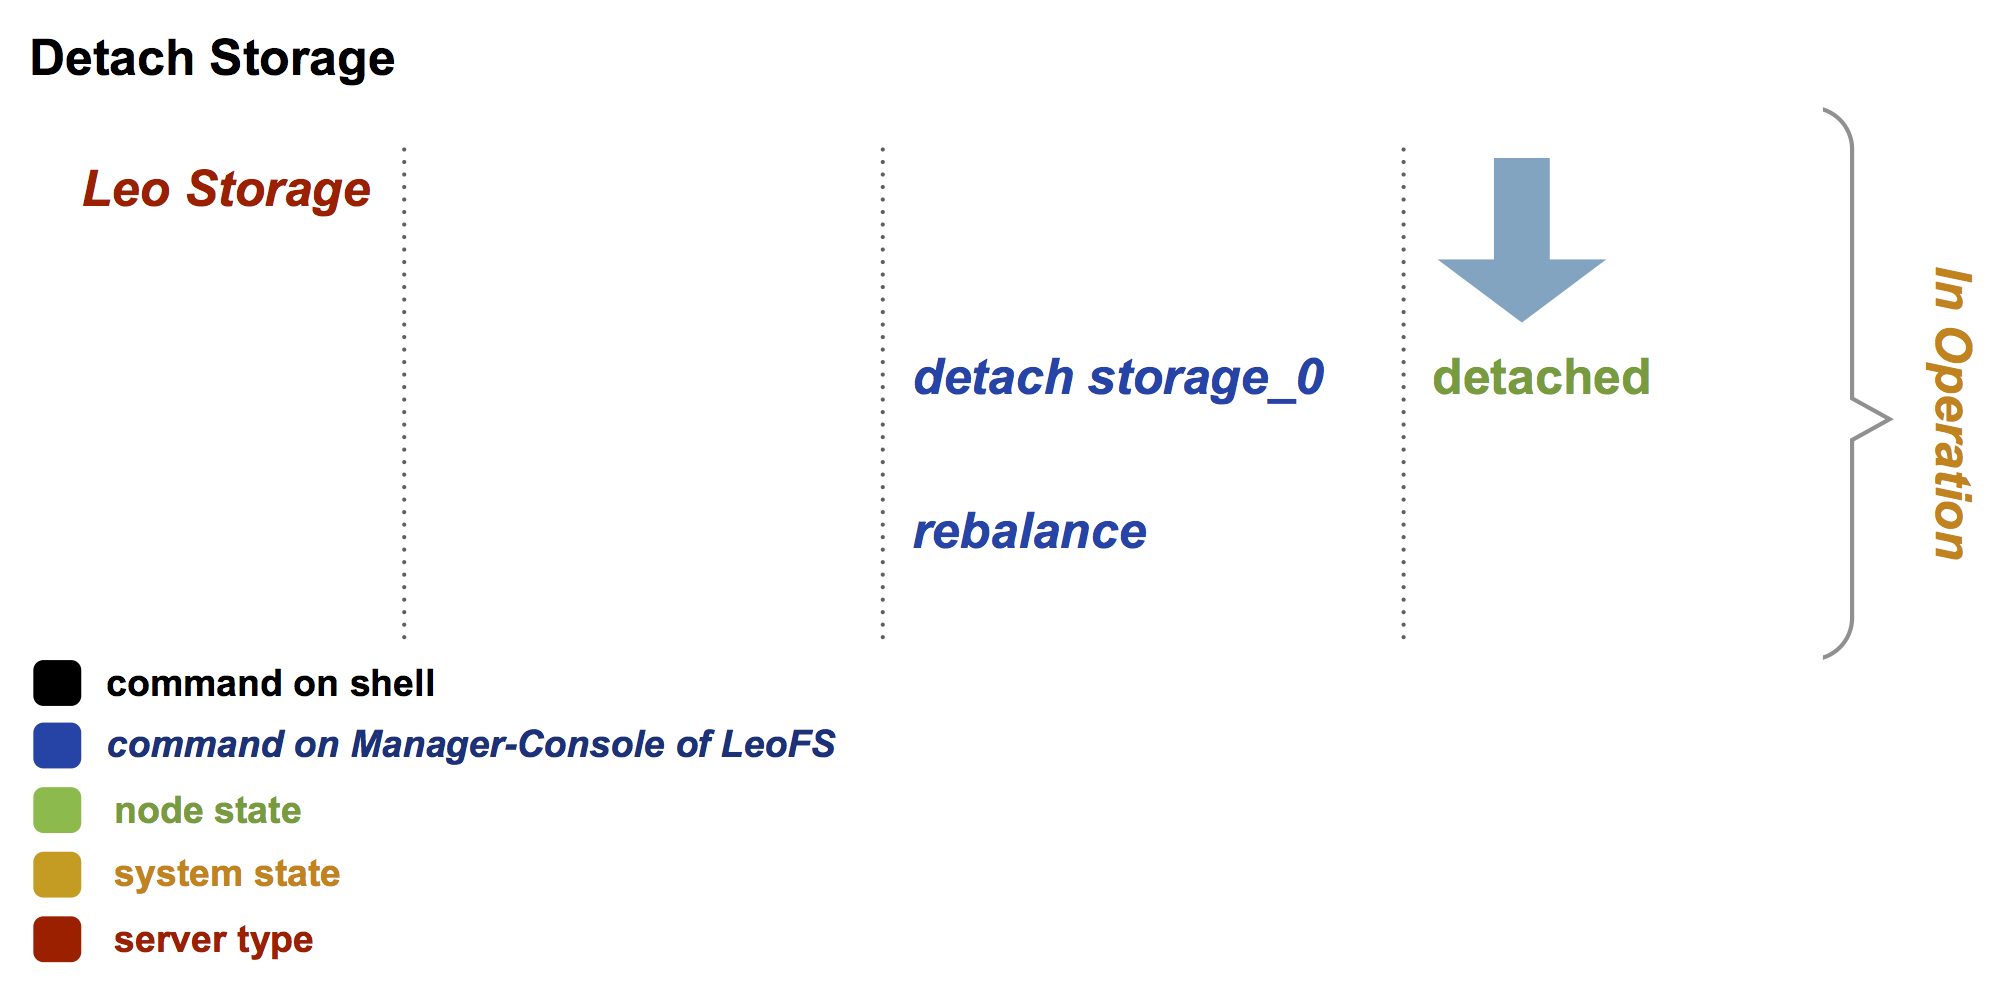 Detach Storage
Leo Storage
detach storage_0
detached
rebalance
In Operation
command on shell
command on Manager-Console of LeoFS
node state
system state
server type